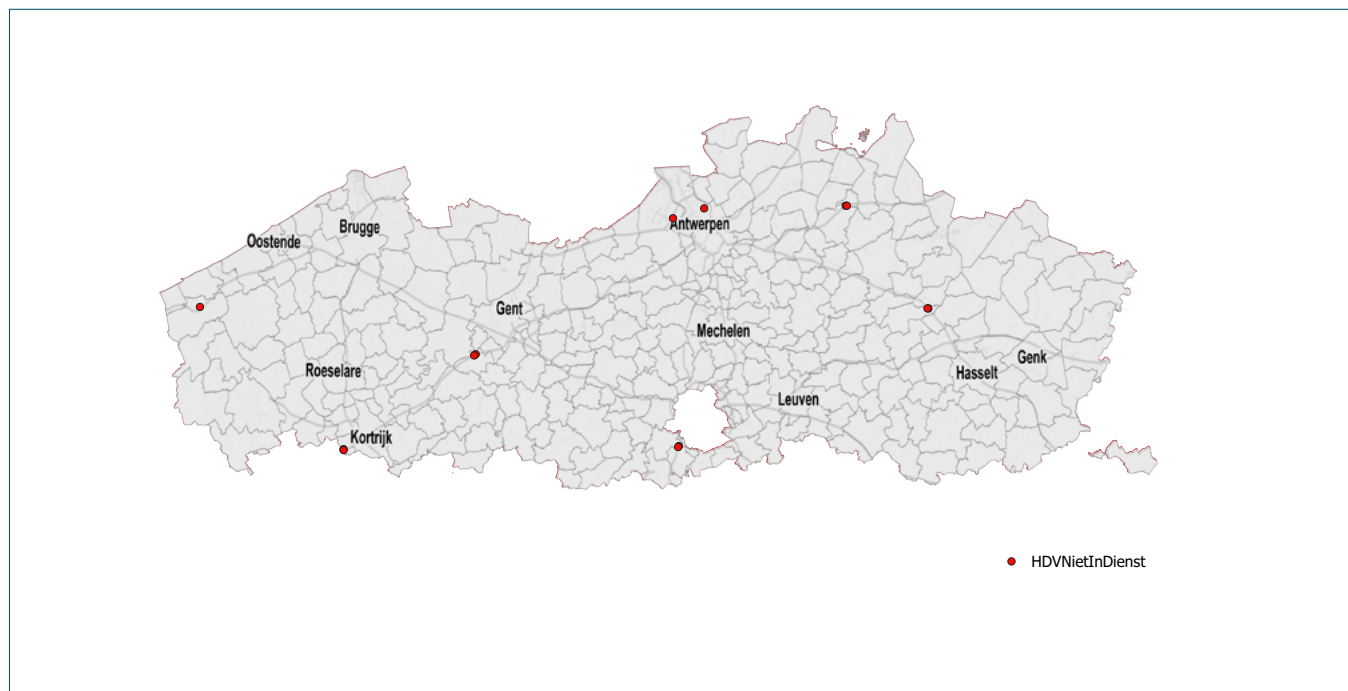 Brugge
Antwerpen
Oostende
Gent
Mechelen
Genk
Roeselare
Hasselt
Leuven
Kortrijk
HDVNietInDienst